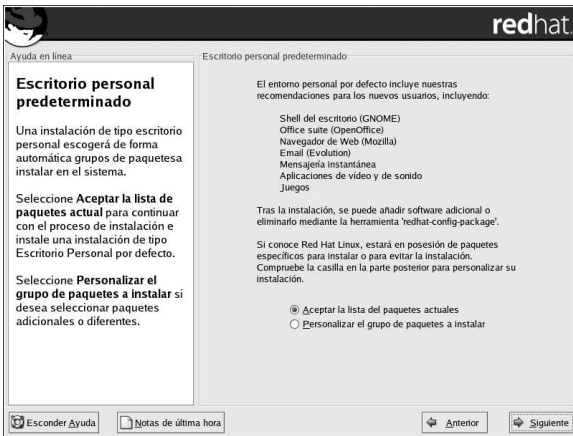 redhat.
Ayuda en línea
Escritorio personal
predeterminado
Una instalación de tipo escritorio
personal escogerá de forma
automática grupos de paquetesa
instalar en el sistema.
Seleccione Aceptar la lista de
paquetes actual para continuar
con el proceso de instalación e
instale una instalación de tipo
Escritorio Personal por defecto.
Seleccione Personalizar el
grupo de paquetes a instalar si
desea seleccionar paquetes
adicionales o diferentes.
Escritorio personal predeterminado
El entorno personal por defecto incluye nuestras
recomendaciones para los nuevos usuarios, incluyendo:
Shell del escritorio (GNOME)
Office suite (OpenOffice)
Navegador de Web (Mozilla)
Email (Evolution)
Mensajería instantánea
Aplicaciones de vídeo y de sonido
Juegos
Tras la instalación, se puede añadir software adicional o
eliminarlo mediante la herramienta 'redhat-config-package'.
Si conoce Red Hat Linux, estará en posesión de paquetes
específicos para instalar o para evitar la instalación.
Compruebe la casilla en la parte posterior para personalizar su
instalación.
Aceptar la lista del paquetes actuales
Personalizar el grupo de paquetes a instalar
Esconder Ayuda
Notas de última hora
Anterior
Siguiente